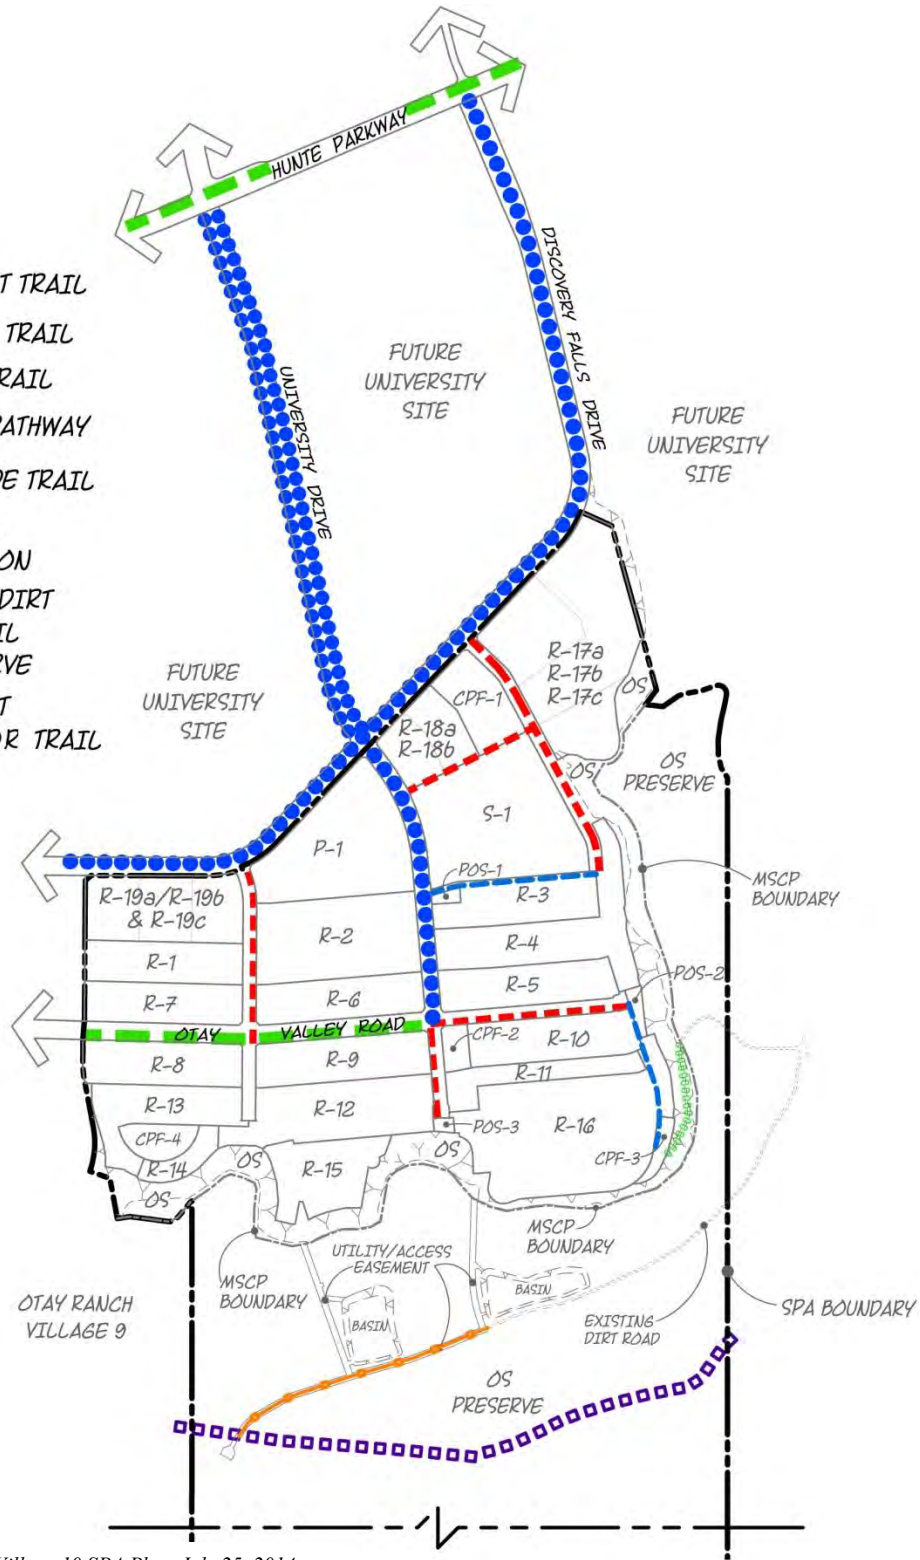 HUNTE PARKWAY
DISCOVERY FALLS DRIVE
T TRAIL
TRAIL
RAIL
PATHWAY
DE TRAIL
ON
DIRT
IL
RVE
T
OR TRAIL
FUTURE
UNIVERSITY
SITE
UNIVERSITY DRIVE
FUTURE
UNIVERSITY
SITE
FUTURE
UNIVERSITY
SITE
R-17a
R-17b
R-17c
OS
CPF-1
R-18a
R-18b
OS
OS
PRESERVE
S-1
P-1
POS-1
R-3
MSCP
BOUNDARY
R-19a/R-19b
& R-19c
R-2
R-4
R-1
R-5
POS-2
R-7
R-6
OTAY VALLEY ROAD
CPF-2
R-10
R-8
R-9
R-11
R-13
R-12
POS-3
R-16
CPF-4
CPF-3
R-14
OS
R-15
OS
OS
MSCP
BOUNDARY
UTILITY/ACCESS
EASEMENT
MSCP
BOUNDARY
BASIN
BASIN
OTAY RANCH
VILLAGE 9
EXISTING
DIRT ROAD
SPA BOUNDARY
OS
PRESERVE